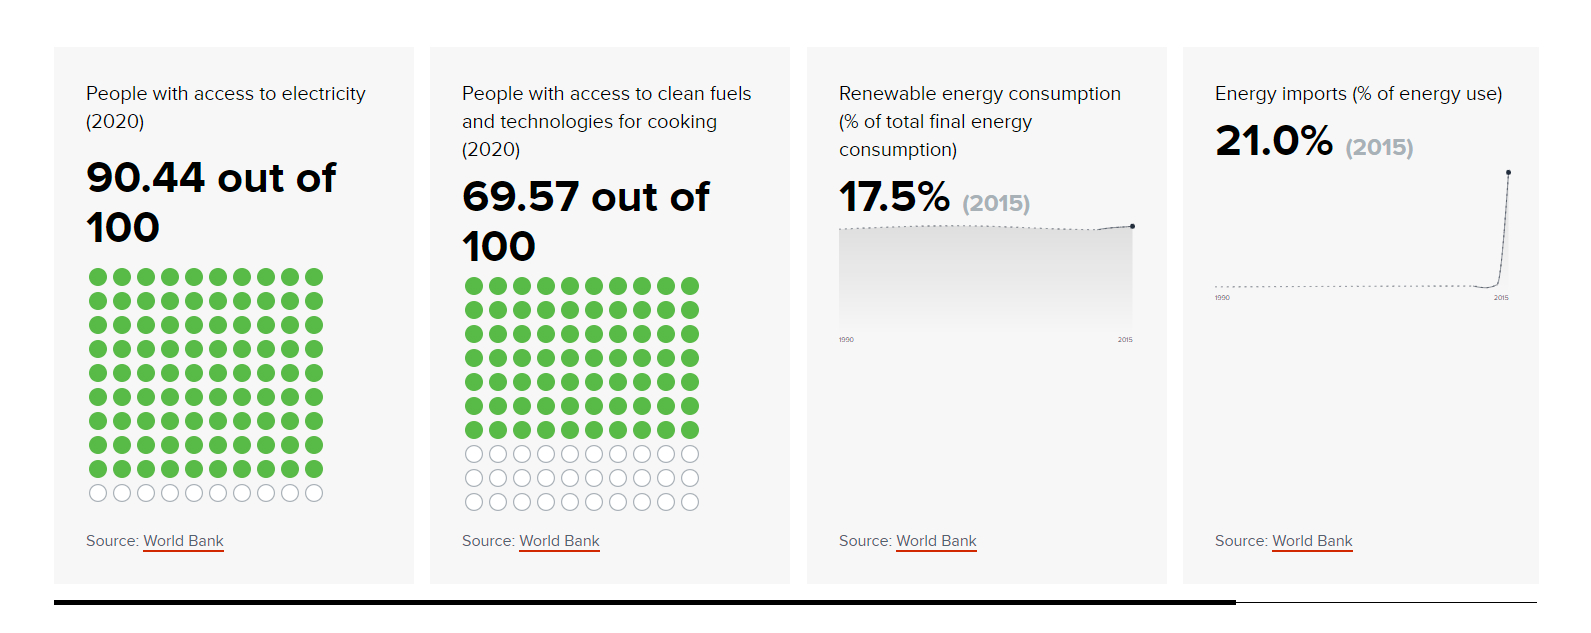 People with access to electricity
(2020)
90.44 out of
100
Source: World Bank
People with access to clean fuels
and technologies for cooking
(2020)
69.57 out of
100
Source: World Bank
Renewable energy consumption
(% of total final energy
consumption)
17.5% (2015)
1990 2015
Source: World Bank
Energy imports (% of energy use)
21.0% (2015)
1990 2015
Source: World Bank